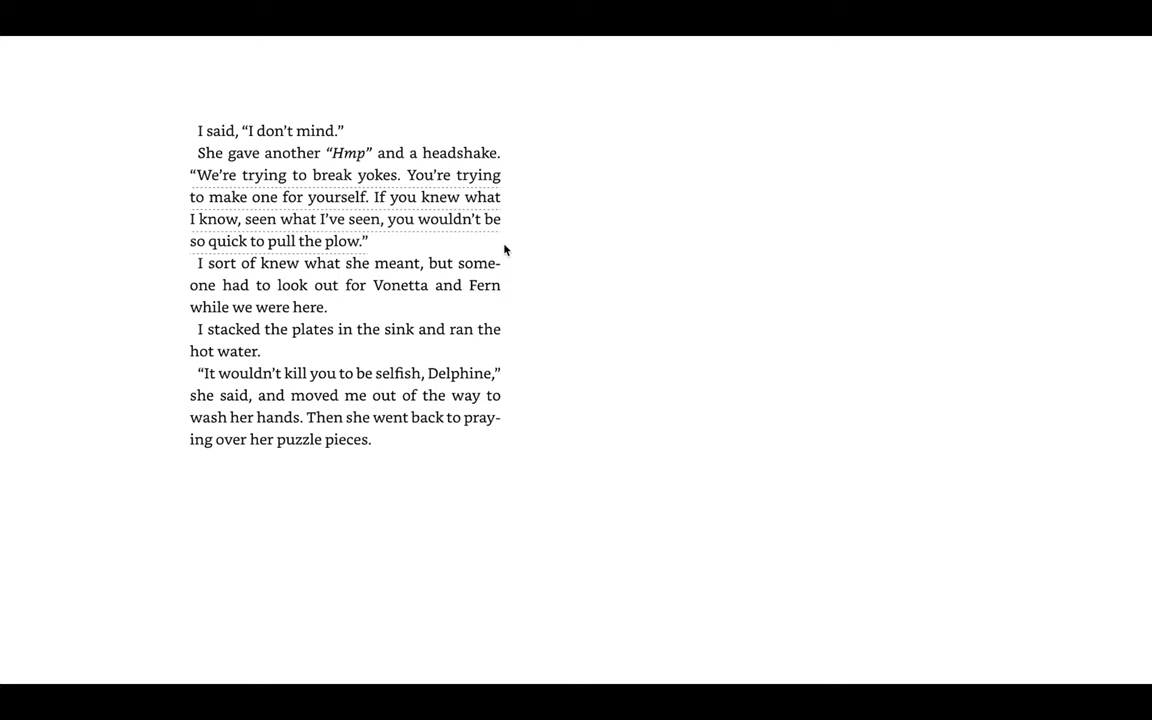 I said, “I don’t mind.”
She gave another “Hmp” and a headshake.
“We’re trying to break yokes. You’re trying
to make one for yourself. If you knew what
I know, seen what I’ve seen, you wouldn’t be
so quick to pull the plow.”
I sort of knew what she meant, but some-
one had to look out for Vonetta and Fern
while we were here.
I stacked the plates in the sink and ran the
hot water.
“It wouldn’t kill you to be selfish, Delphine,”
she said, and moved me out of the way to
wash her hands. Then she went back to pray-
ing over her puzzle pieces.